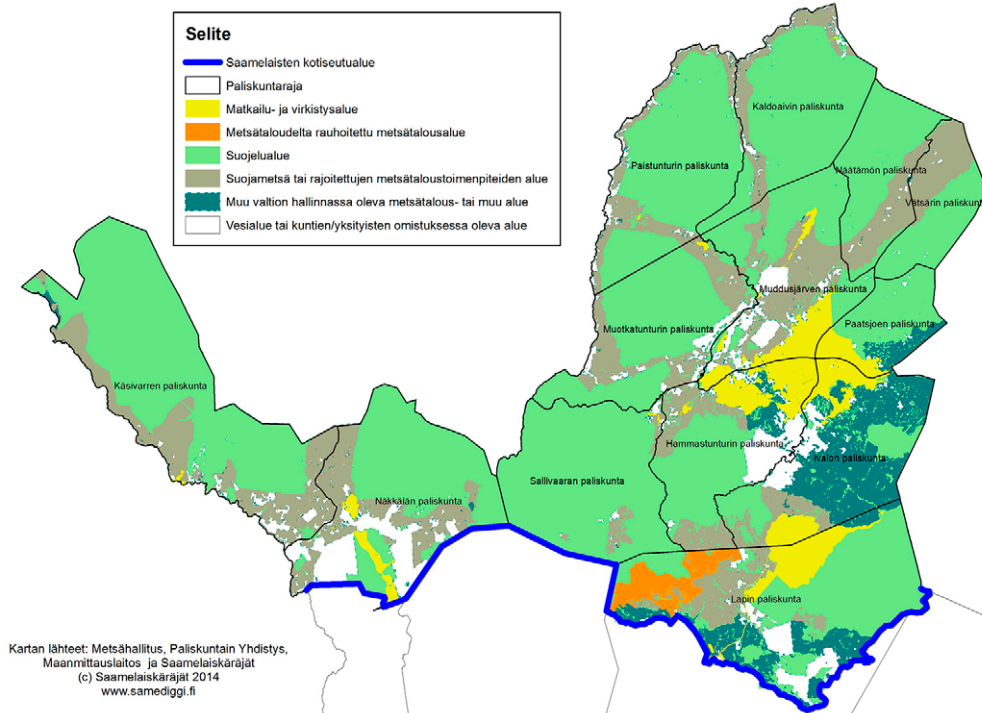 Selite
Saamelaisten kotiseutualue
Paliskuntaraja
Matkailu- ja virkistysalue
Metsätaloudelta rauhoitettu metsätalousalue
Suojelualue
Suojametsä tai rajoitettujen metsätaloustoimenpiteiden alue
Muu valtion hallinnassa oleva metsätalous- tai muu alue
Vesialue tai kuntien/yksityisten omistuksessa oleva alue
Kaldoaivin paliskunta
Paistunturin paliskunta
Näätämön paliskunta
Vätsärin paliskunta
Muddusjärven paliskunta
Paatsjoen paliskunta
Muotkatunturin paliskunta
Käsivarren paliskunta
Hammastunturin paliskunta
Ivalon paliskunta
Sallivaaran paliskunta
Näkkälän paliskunta
Lapin paliskunta
Kartan lähteet: Metsähallitus, Paliskuntain Yhdistys,
Maanmittauslaitos ja Saamelaiskäräjät
(c) Saamelaiskäräjät 2014
www.samediggi.fi